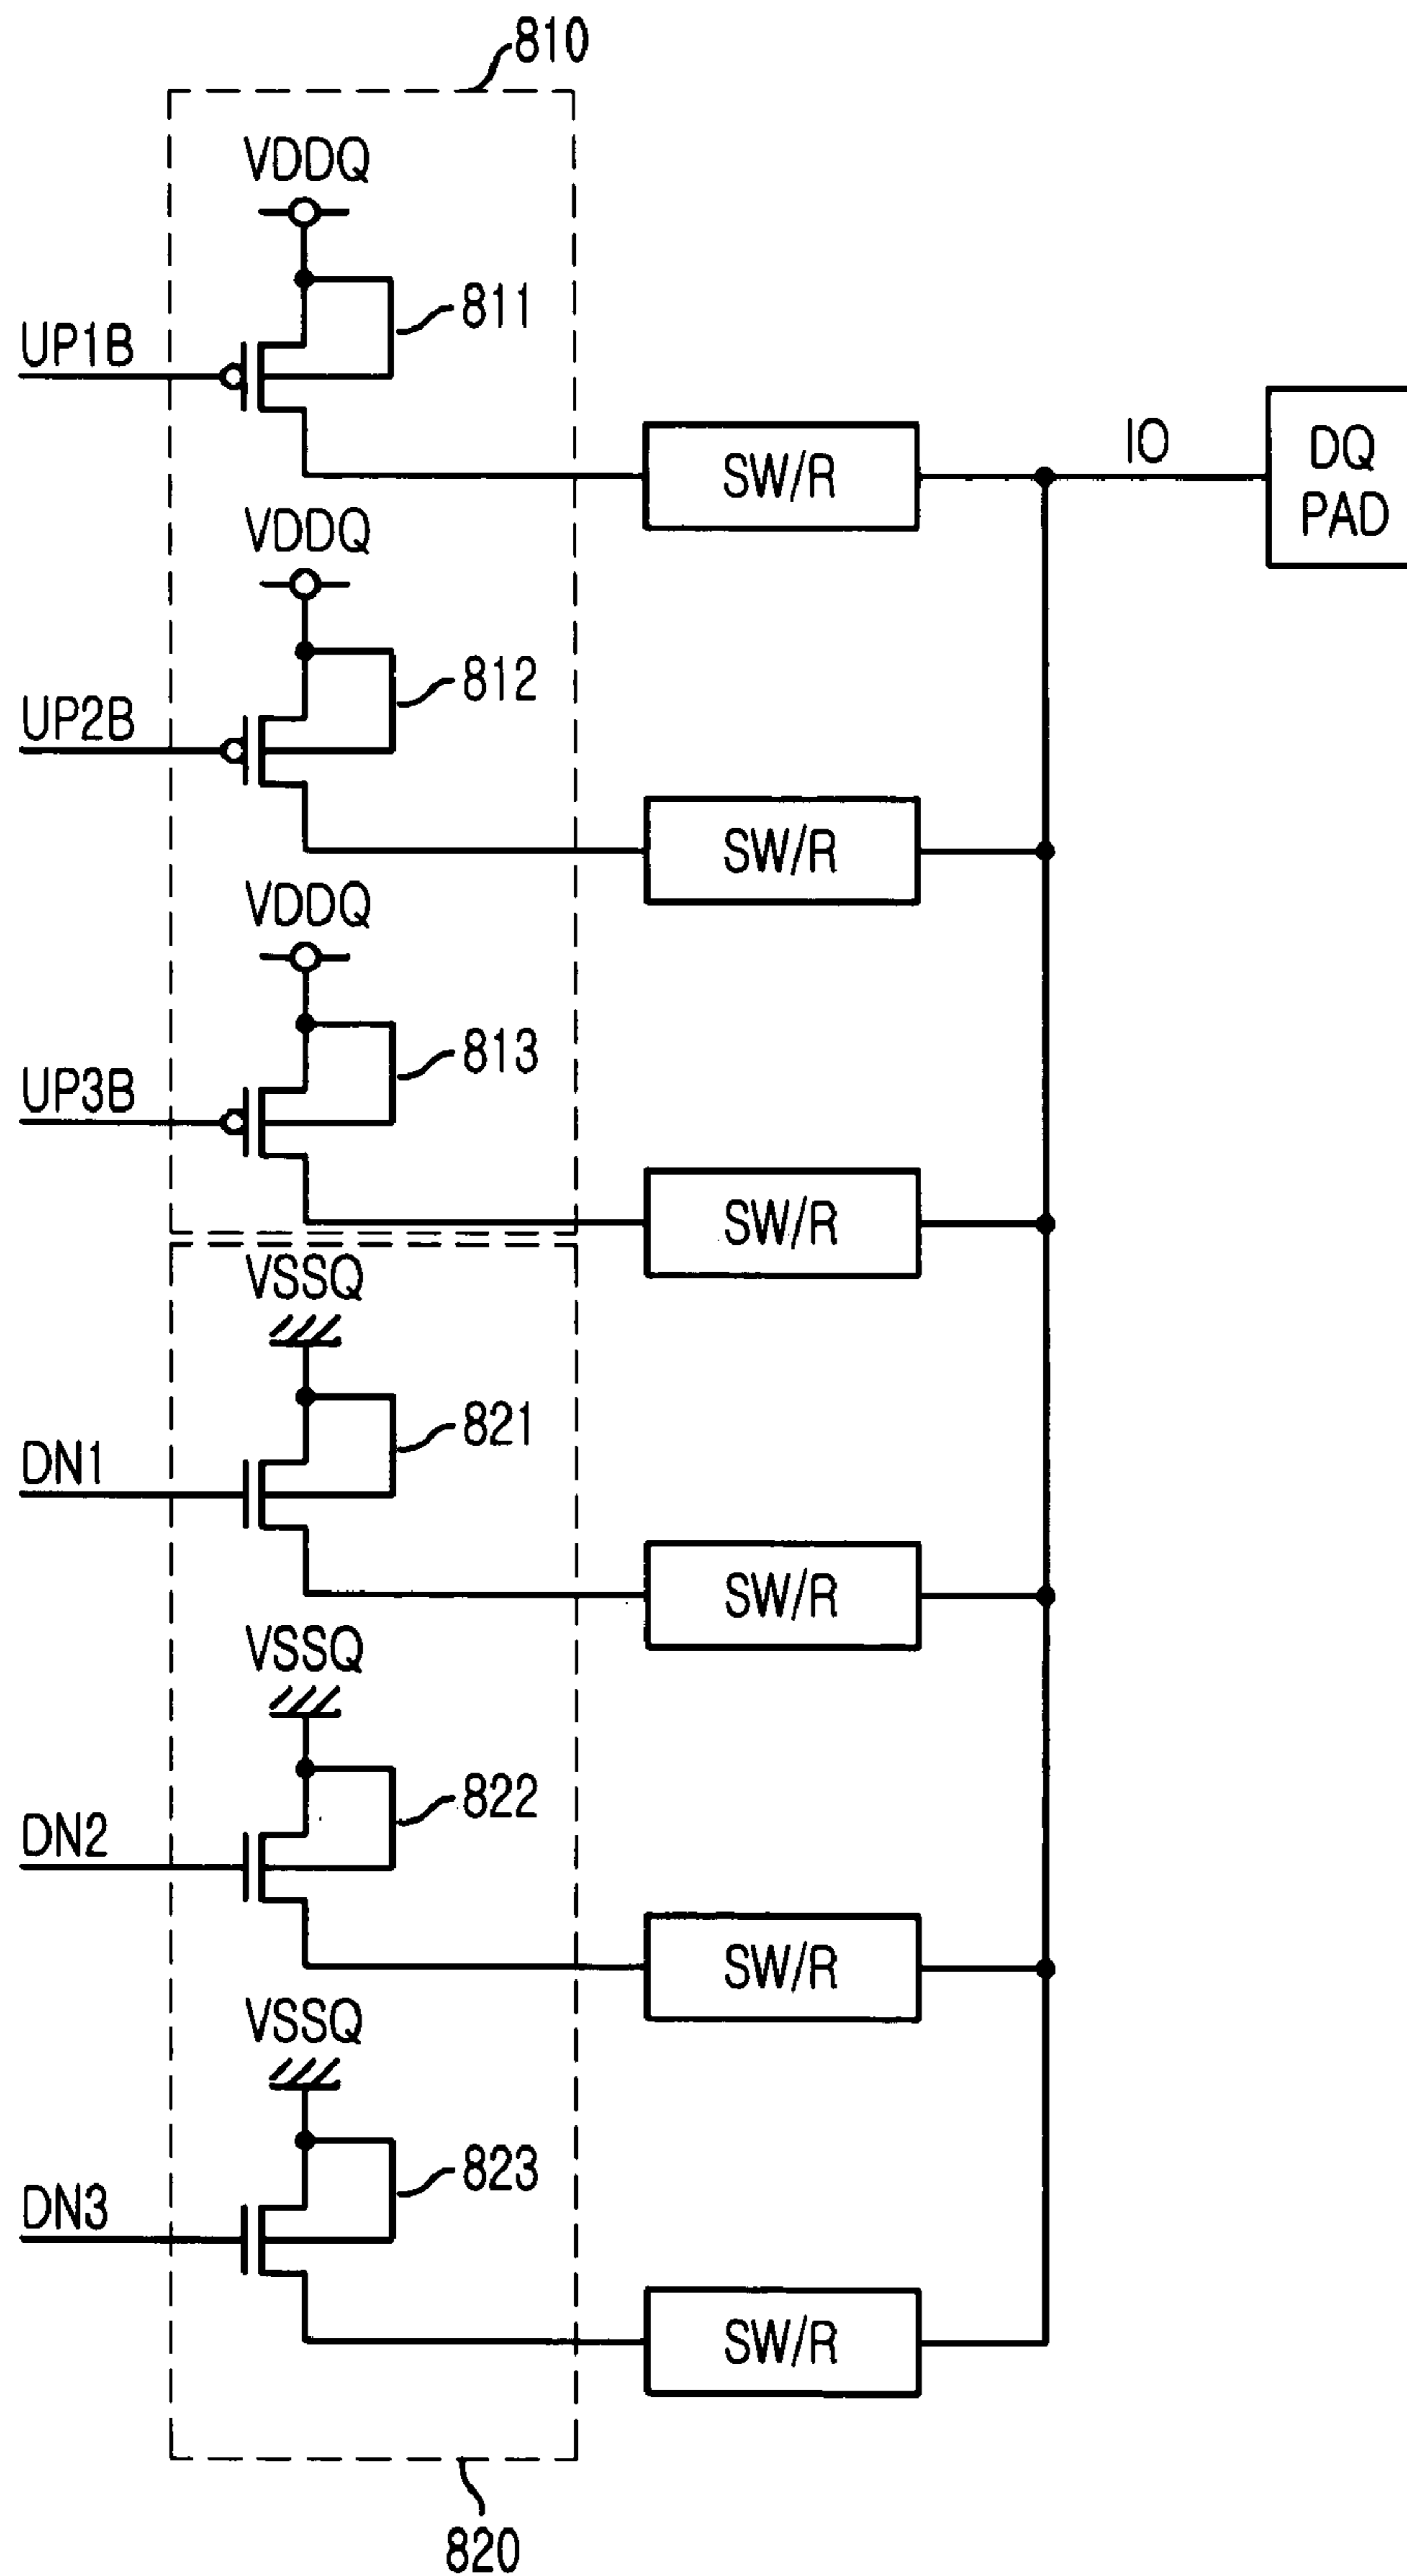 810
VDDQ
811
UP1B
IO
DQ
PAD
SW/R
VDDQ
812
UP2B
SW/R
VDDQ
813
UP3B
SW/R
VSSQ
821
DN1
SW/R
VSSQ
822
DN2
SW/R
VSSQ
823
DN3
SW/R
820